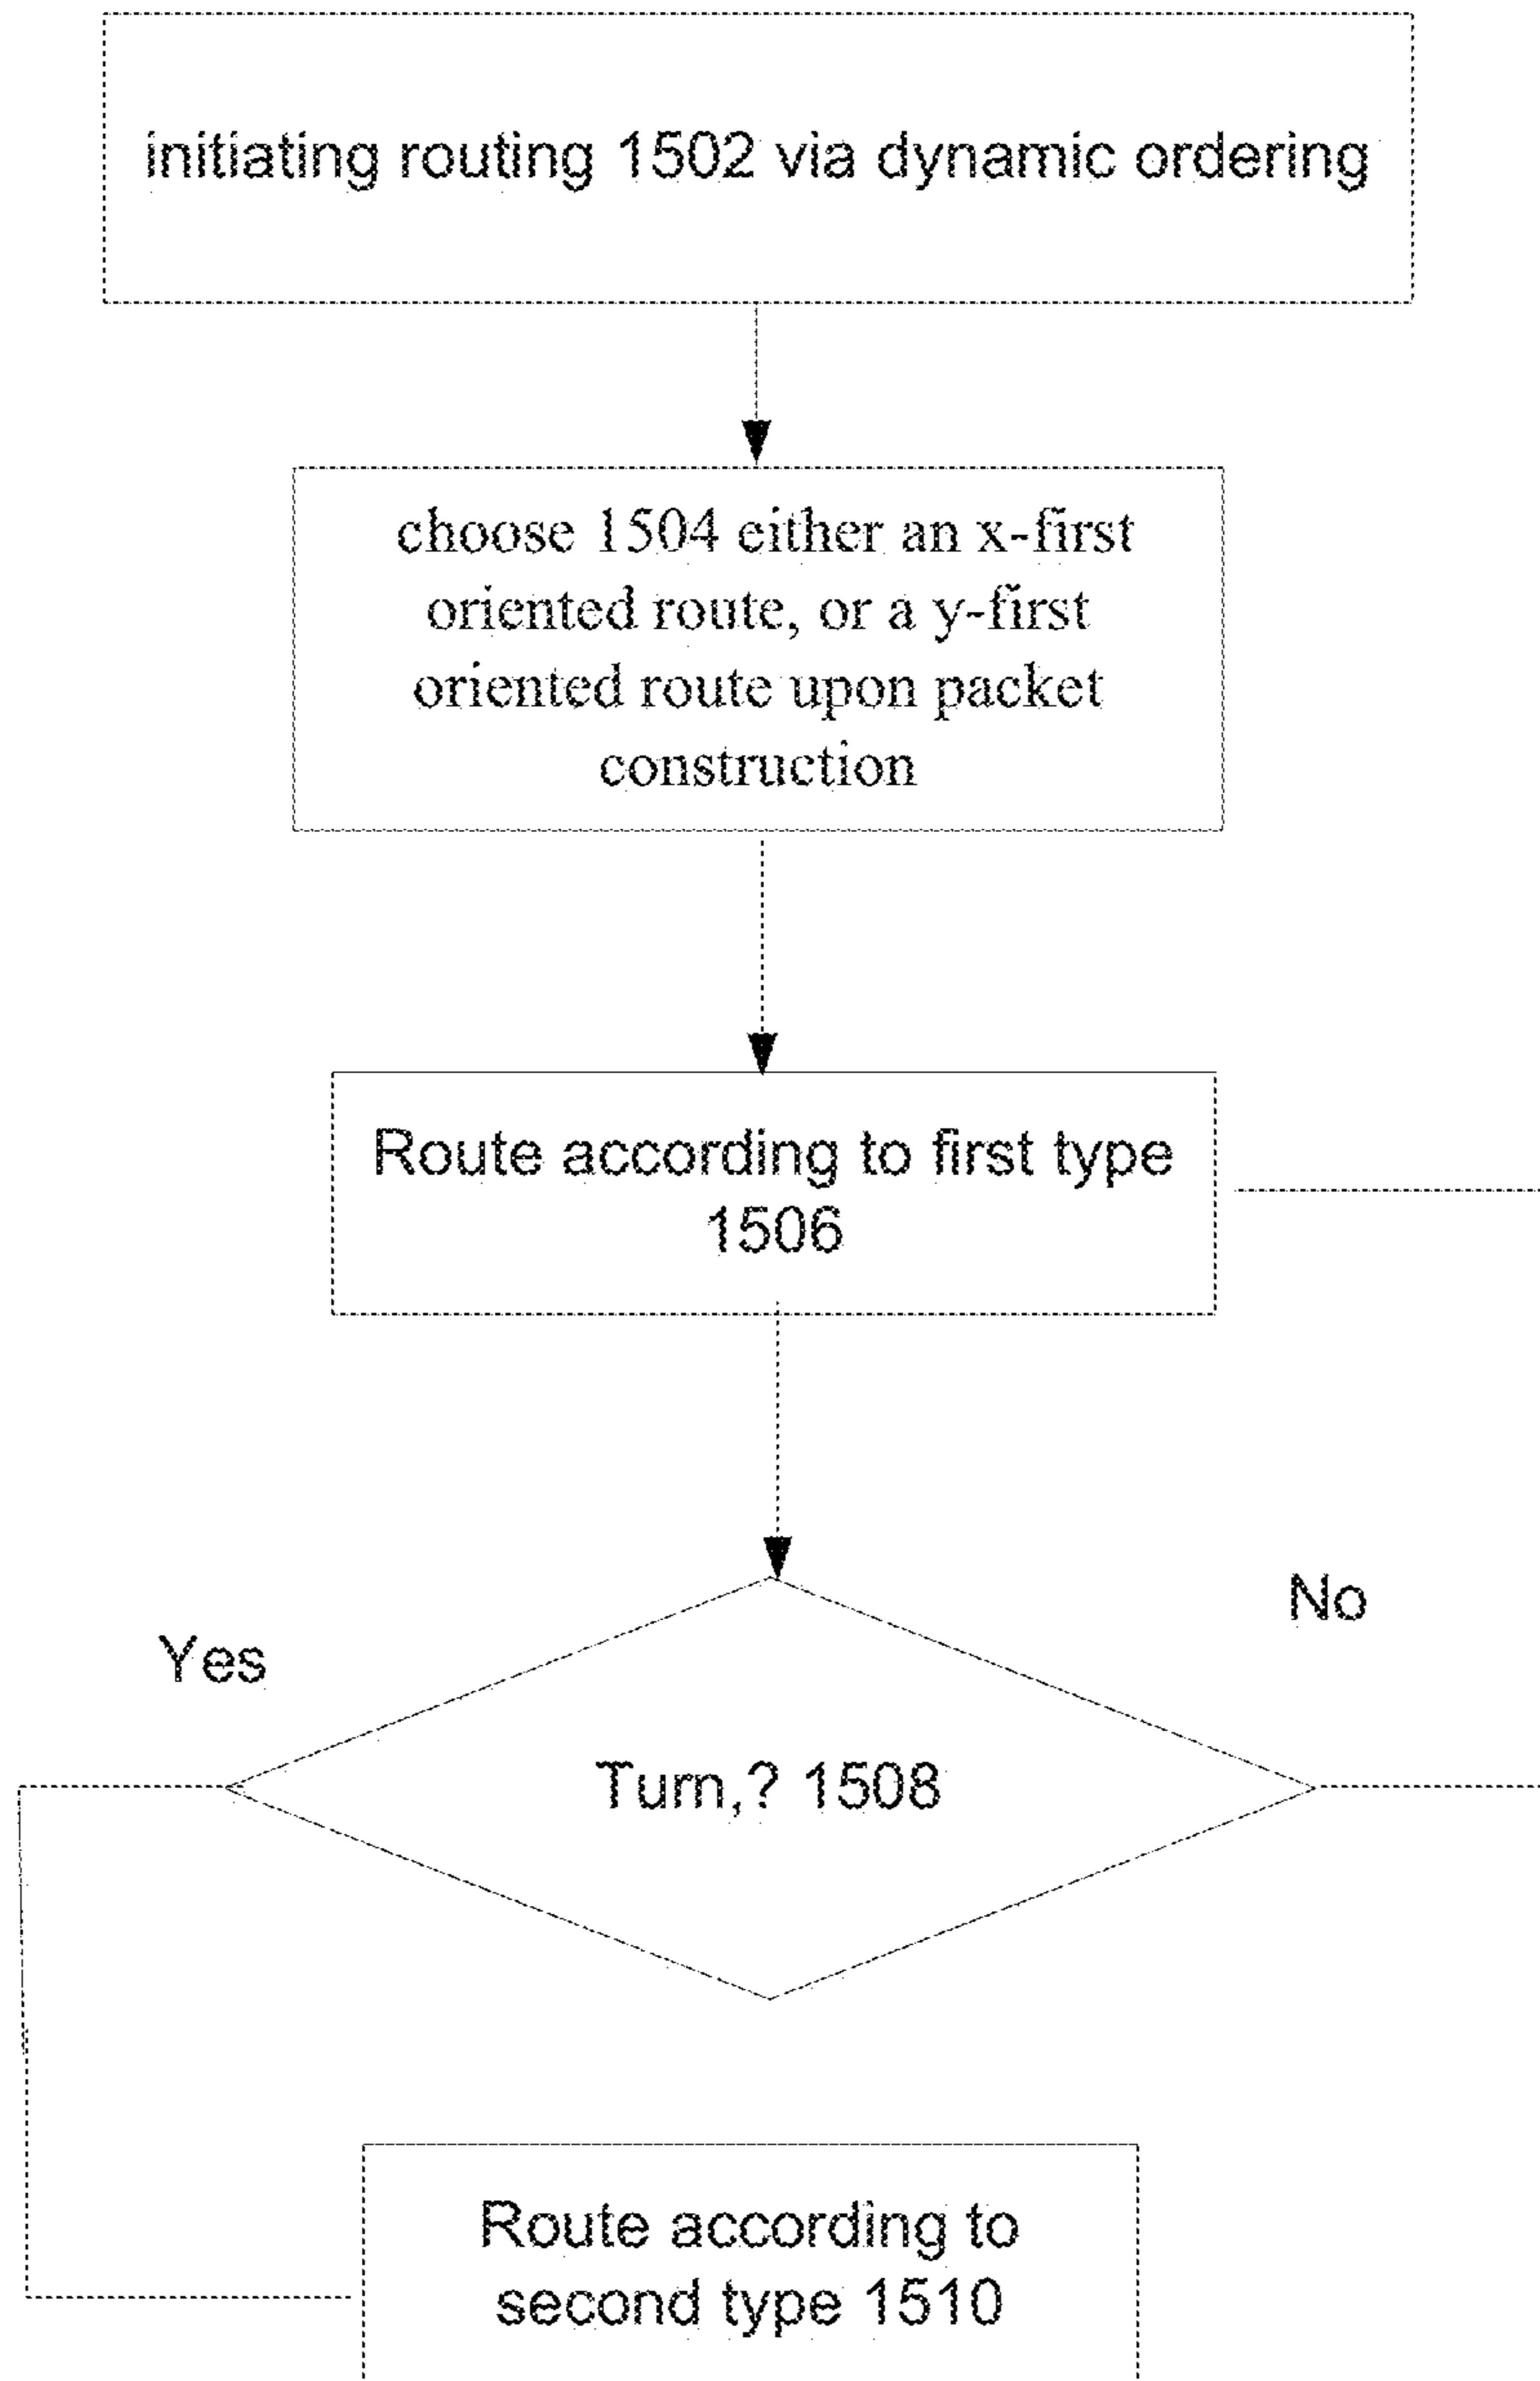 initiating routing 1502 via dynamic ordering
choose 1504 either an x-first
oriented route, or a y-first
oriented route upon packet
construction
Route according to first type
1506
No
Yes
Turn,? 1508
Route according to
second type 1510